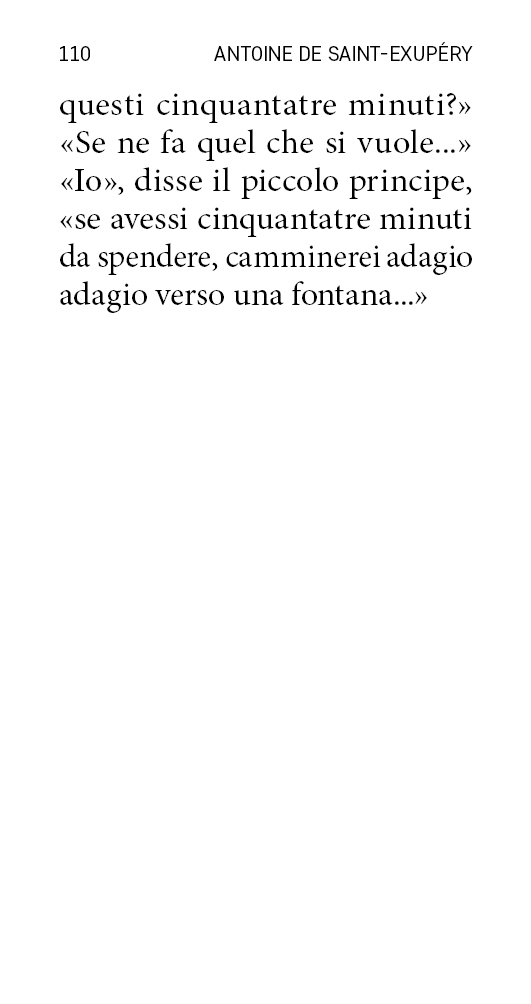 110 ANTOINE DE SAINT-EXUPÉRY
questi cinquantatre minuti?»
«Se ne fa quel che si vuole...»
«Io», disse il piccolo principe,
«se avessi cinquantatre minuti
da spendere, camminerei adagio
adagio verso una fontana...»